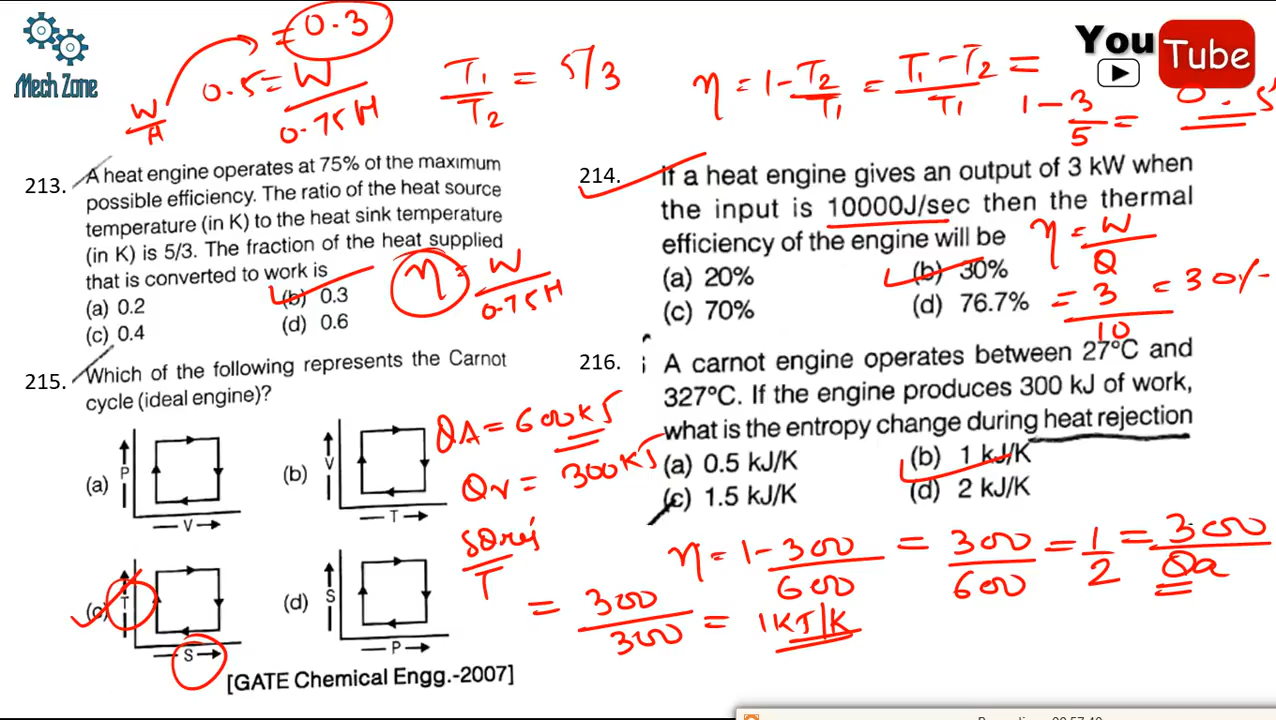 Mech Zone
You Tube
= 0.3
W/A
0.5 = W/0.75H
T₁/T₂ = 5/3
η = 1 - T₂/T₁ = (T₁ - T₂)/T₁ =
1 - 3/5 =
213. A heat engine operates at 75% of the maximum
possible efficiency. The ratio of the heat source
temperature (in K) to the heat sink temperature
(in K) is 5/3. The fraction of the heat supplied
that is converted to work is
(a) 0.2 (b) 0.3
(c) 0.4 (d) 0.6
η = W/0.75H
214. If a heat engine gives an output of 3 kW when
the input is 10000J/sec then the thermal
efficiency of the engine will be
(a) 20% (b) 30%
(c) 70% (d) 76.7%
η = W/Q
= 3/10 = 30%
215. Which of the following represents the Carnot
cycle (ideal engine)?
(a) P V
(b) V T
(c) T S
(d) S P
[GATE Chemical Engg.-2007]
QA = 600 KJ
Qr = 300 KJ
216. A carnot engine operates between 27°C and
327°C. If the engine produces 300 kJ of work,
what is the entropy change during heat rejection
(a) 0.5 kJ/K (b) 1 kJ/K
(c) 1.5 kJ/K (d) 2 kJ/K
η = 1 - 300/600 = 300/600 = 1/2 = 300/Qa
= 300/300 = 1KJ/K